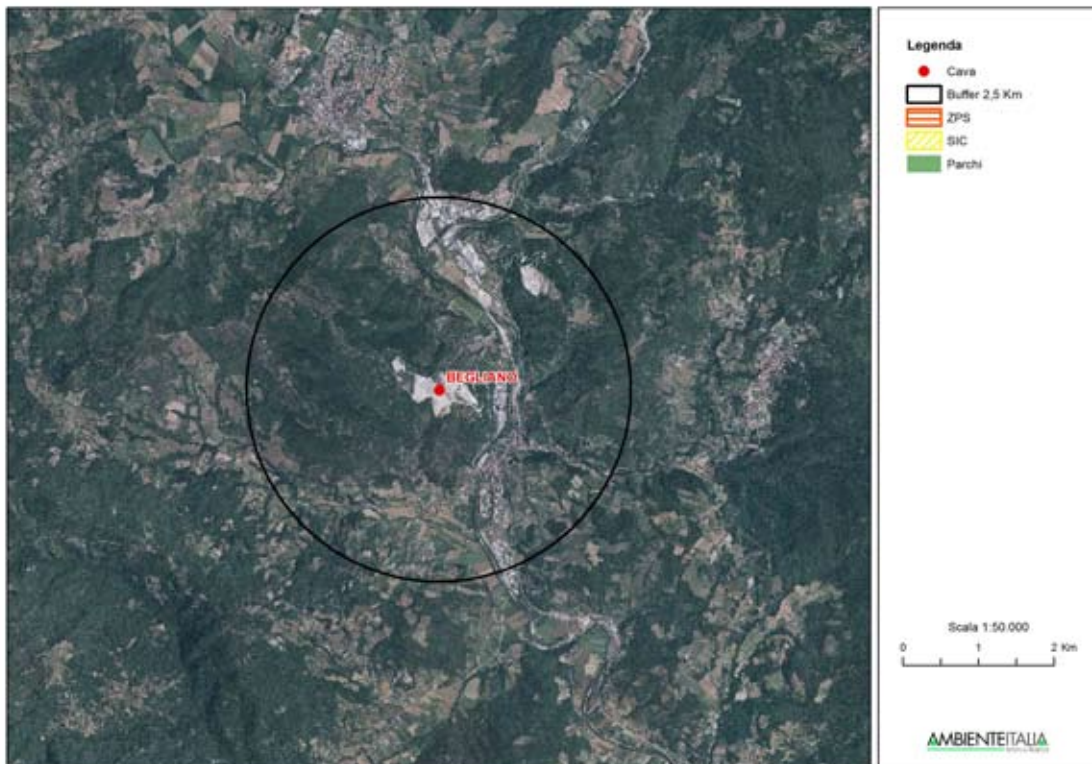 BEGLIANO
Legenda
Cava
Buffer 2,5 Km
ZPS
SIC
Parchi
Scala 1:50.000
0 1 2 Km
AMBIENTEITALIA